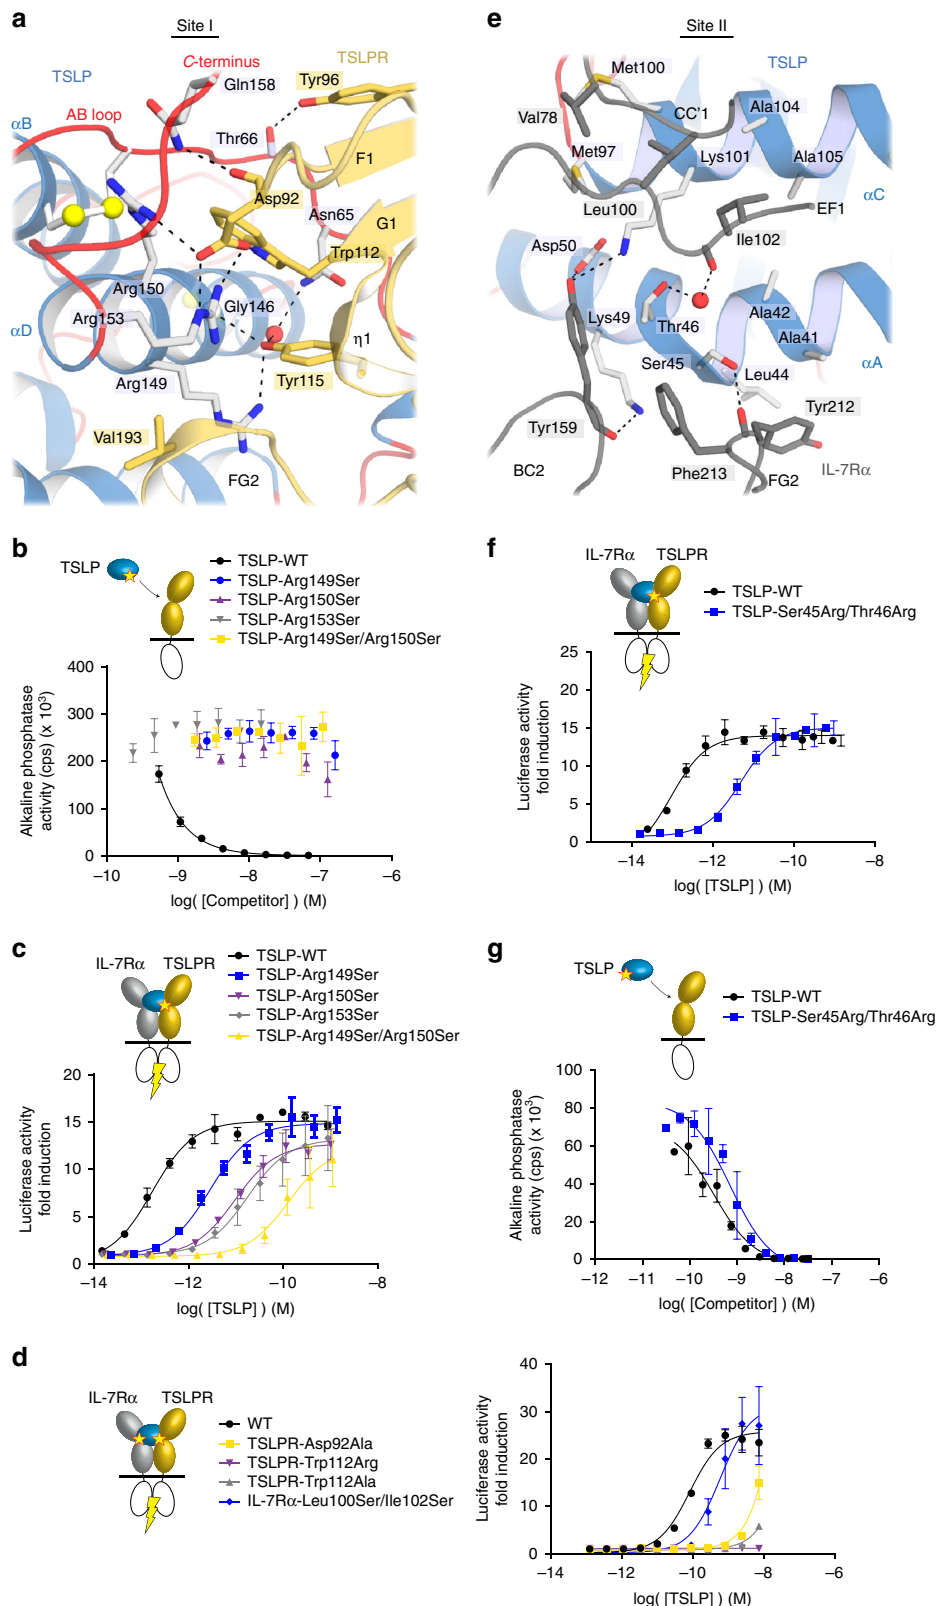 a
Site I
TSLP
C-terminus
TSLPR
Gln158
Tyr96
AB loop
αB
Thr66
F1
Asp92
Asn65
G1
Trp112
Arg150
Gly146
αD
Arg153
η1
Arg149
Tyr115
Val193
FG2
e
Site II
Met100
TSLP
CC'1
Ala104
Val78
Met97
Lys101
Ala105
αC
Leu100
EF1
Ile102
Asp50
Lys49
Thr46
Ala42
Ala41
Ser45
αA
Leu44
Tyr212
Tyr159
IL-7Rα
BC2
Phe213
FG2
b
TSLP
TSLP-WT
TSLP-Arg149Ser
TSLP-Arg150Ser
TSLP-Arg153Ser
TSLP-Arg149Ser/Arg150Ser
Alkaline phosphatase
activity (cps) (x 10³)
400
300
200
100
0
–10
–9
–8
–7
–6
log( [Competitor] ) (M)
f
IL-7Rα
TSLPR
TSLP-WT
TSLP-Ser45Arg/Thr46Arg
Luciferase activity
fold induction
25
20
15
10
5
0
–14
–12
–10
–8
log( [TSLP] ) (M)
c
IL-7Rα
TSLPR
TSLP-WT
TSLP-Arg149Ser
TSLP-Arg150Ser
TSLP-Arg153Ser
TSLP-Arg149Ser/Arg150Ser
Luciferase activity
fold induction
20
15
10
5
0
–14
–12
–10
–8
log( [TSLP] ) (M)
g
TSLP
TSLP-WT
TSLP-Ser45Arg/Thr46Arg
Alkaline phosphatase
activity (cps) (x 10³)
100
80
60
40
20
0
–12
–11
–10
–9
–8
–7
–6
log( [Competitor] ) (M)
d
IL-7Rα
TSLPR
WT
TSLPR-Asp92Ala
TSLPR-Trp112Arg
TSLPR-Trp112Ala
IL-7Rα-Leu100Ser/Ile102Ser
Luciferase activity
fold induction
40
30
20
10
0
–14
–12
–10
–8
–6
log( [TSLP] ) (M)